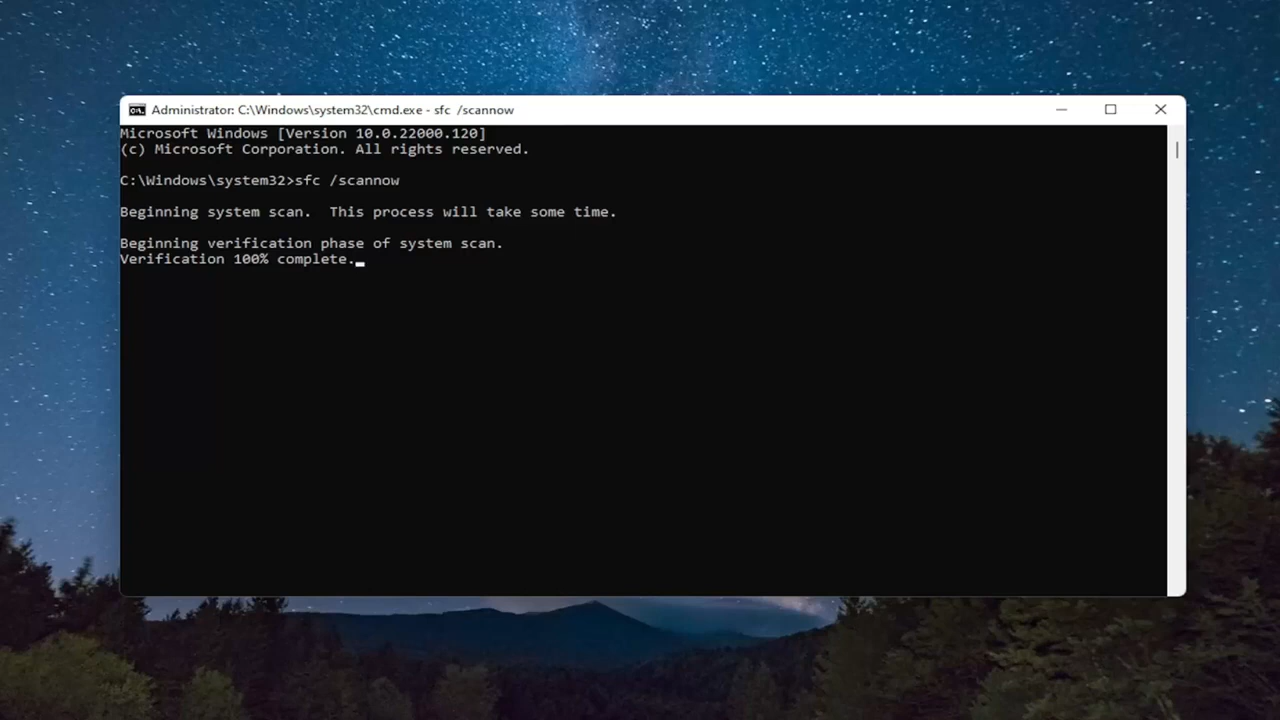 Administrator: C:\Windows\system32\cmd.exe - sfc  /scannow
Microsoft Windows [Version 10.0.22000.120]
(c) Microsoft Corporation. All rights reserved.
C:\Windows\system32>sfc /scannow
Beginning system scan.  This process will take some time.
Beginning verification phase of system scan.
Verification 100% complete.